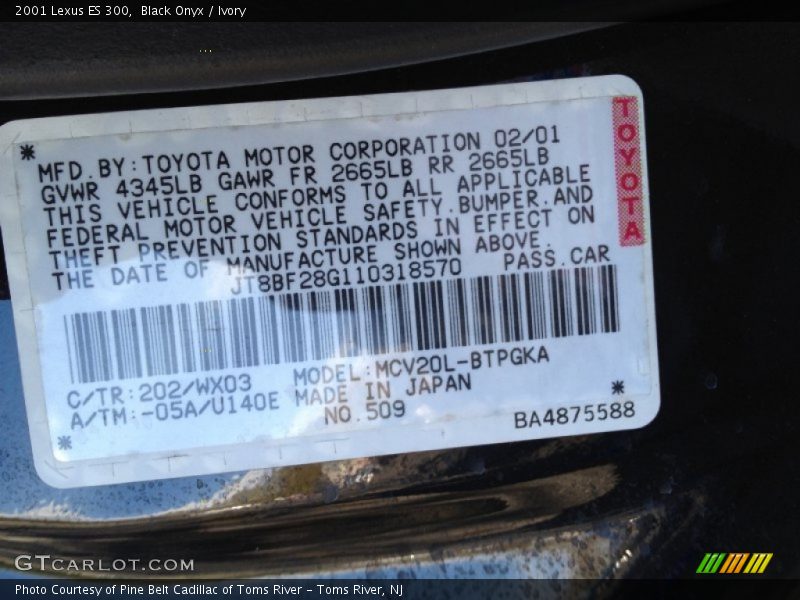 2001 Lexus ES 300, Black Onyx / Ivory
MFD.BY:TOYOTA MOTOR CORPORATION 02/01
GVWR 4345LB GAWR FR 2665LB RR 2665LB
THIS VEHICLE CONFORMS TO ALL APPLICABLE
FEDERAL MOTOR VEHICLE SAFETY,BUMPER,AND
THEFT PREVENTION STANDARDS IN EFFECT ON
THE DATE OF MANUFACTURE SHOWN ABOVE.
JT8BF28G110318570 PASS.CAR
TOYOTA
C/TR:202/WX03 MODEL:MCV20L-BTPGKA
A/TM:-05A/U140E MADE IN JAPAN
NO.509 BA4875588
GTCARLOT.COM
Photo Courtesy of Pine Belt Cadillac of Toms River – Toms River, NJ